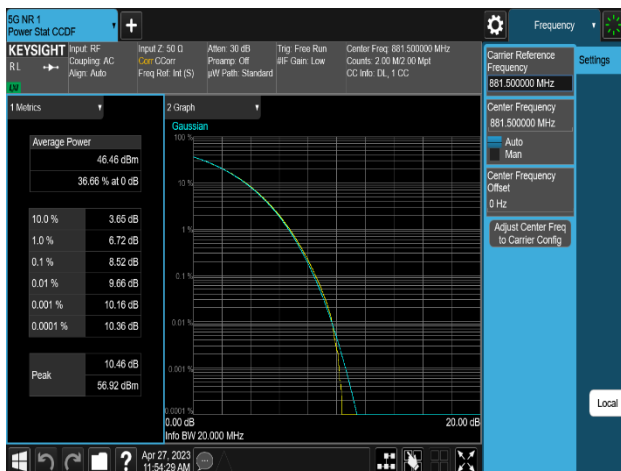 5G NR 1
Power Stat CCDF
KEYSIGHT
RL
Input: RF
Coupling: AC
Align: Auto
Input Z: 50 Ω
Corr CCorr
Freq Ref: Int (S)
Atten: 30 dB
Preamp: Off
µW Path: Standard
Trig: Free Run
#IF Gain: Low
Center Freq: 881.500000 MHz
Counts: 2.00 M/2.00 Mpt
CC Info: DL, 1 CC
1 Metrics
Average Power
46.46 dBm
36.66 % at 0 dB
10.0 % 3.65 dB
1.0 % 6.72 dB
0.1 % 8.52 dB
0.01 % 9.66 dB
0.001 % 10.16 dB
0.0001 % 10.36 dB
Peak
10.46 dB
56.92 dBm
2 Graph
Gaussian
100 %
10 %
1 %
0.1 %
0.01 %
0.001 %
0.0001 %
0.00 dB 20.00 dB
Info BW 20.000 MHz
Frequency
Settings
Carrier Reference
Frequency
881.500000 MHz
Center Frequency
881.500000 MHz
Auto
Man
Center Frequency
Offset
0 Hz
Adjust Center Freq
to Carrier Config
Local
?
Apr 27, 2023
11:54:29 AM